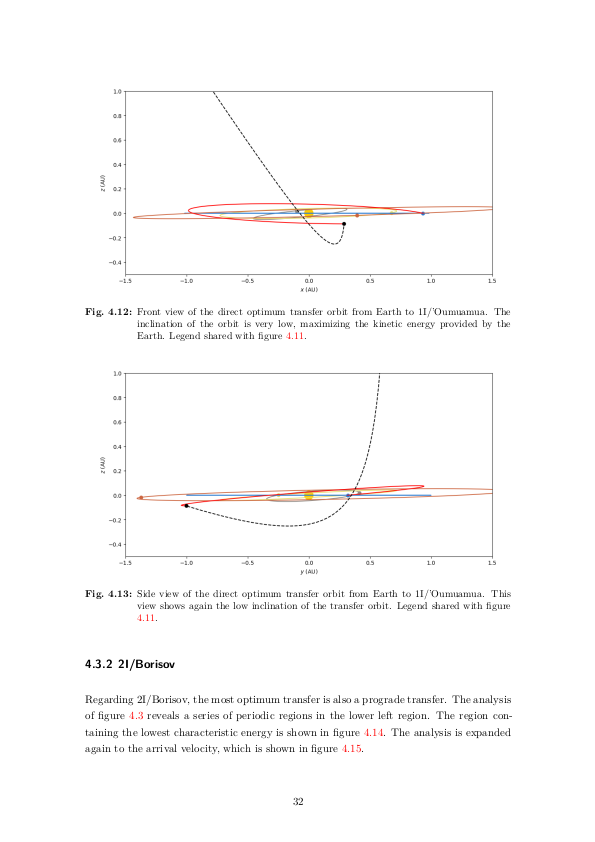 1.0
0.8
0.6
0.4
0.2
0.0
−0.2
−0.4
z (AU)
−1.5 −1.0 −0.5 0.0 0.5 1.0 1.5
x (AU)
Fig. 4.12: Front view of the direct optimum transfer orbit from Earth to 1I/'Oumuamua. The
inclination of the orbit is very low, maximizing the kinetic energy provided by the
Earth. Legend shared with figure 4.11.
1.0
0.8
0.6
0.4
0.2
0.0
−0.2
−0.4
z (AU)
−1.5 −1.0 −0.5 0.0 0.5 1.0 1.5
y (AU)
Fig. 4.13: Side view of the direct optimum transfer orbit from Earth to 1I/'Oumuamua. This
view shows again the low inclination of the transfer orbit. Legend shared with figure
4.11.
4.3.2 2I/Borisov
Regarding 2I/Borisov, the most optimum transfer is also a prograde transfer. The analysis
of figure 4.3 reveals a series of periodic regions in the lower left region. The region con-
taining the lowest characteristic energy is shown in figure 4.14. The analysis is expanded
again to the arrival velocity, which is shown in figure 4.15.
32